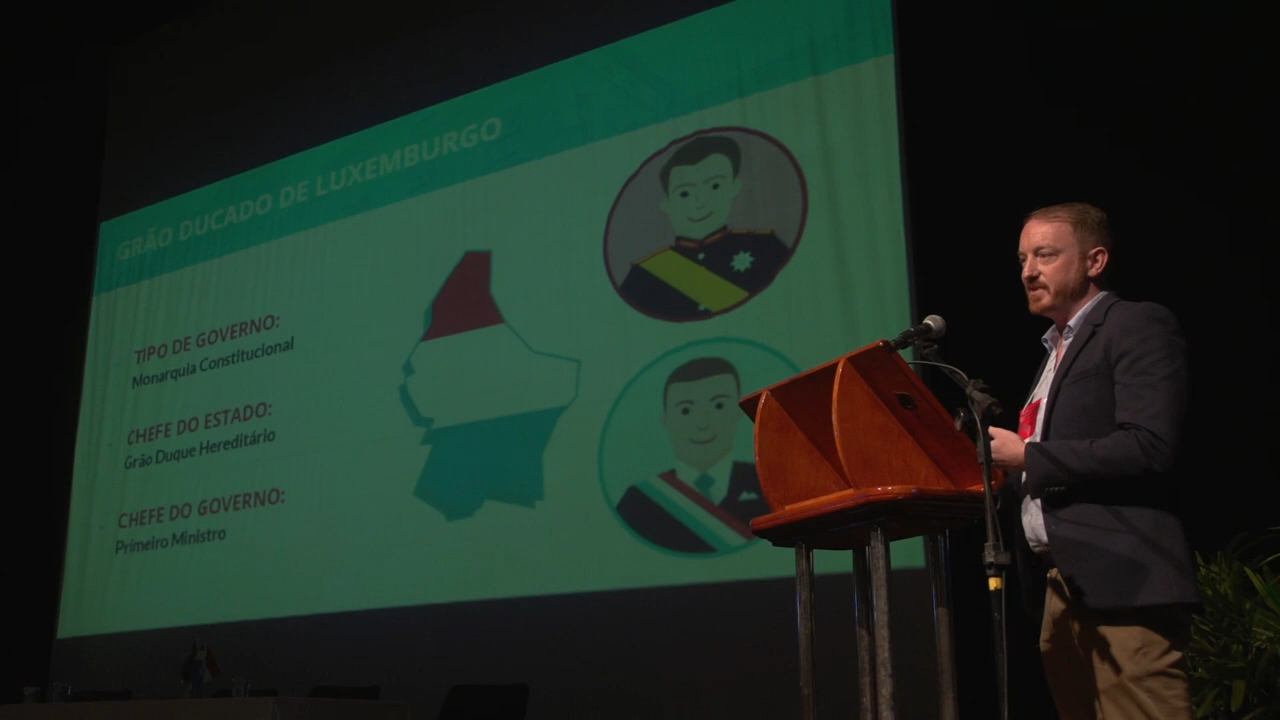 GRÃO DUCADO DE LUXEMBURGO
TIPO DE GOVERNO:
Monarquia Constitucional
CHEFE DO ESTADO:
Grão Duque Hereditário
CHEFE DO GOVERNO:
Primeiro Ministro